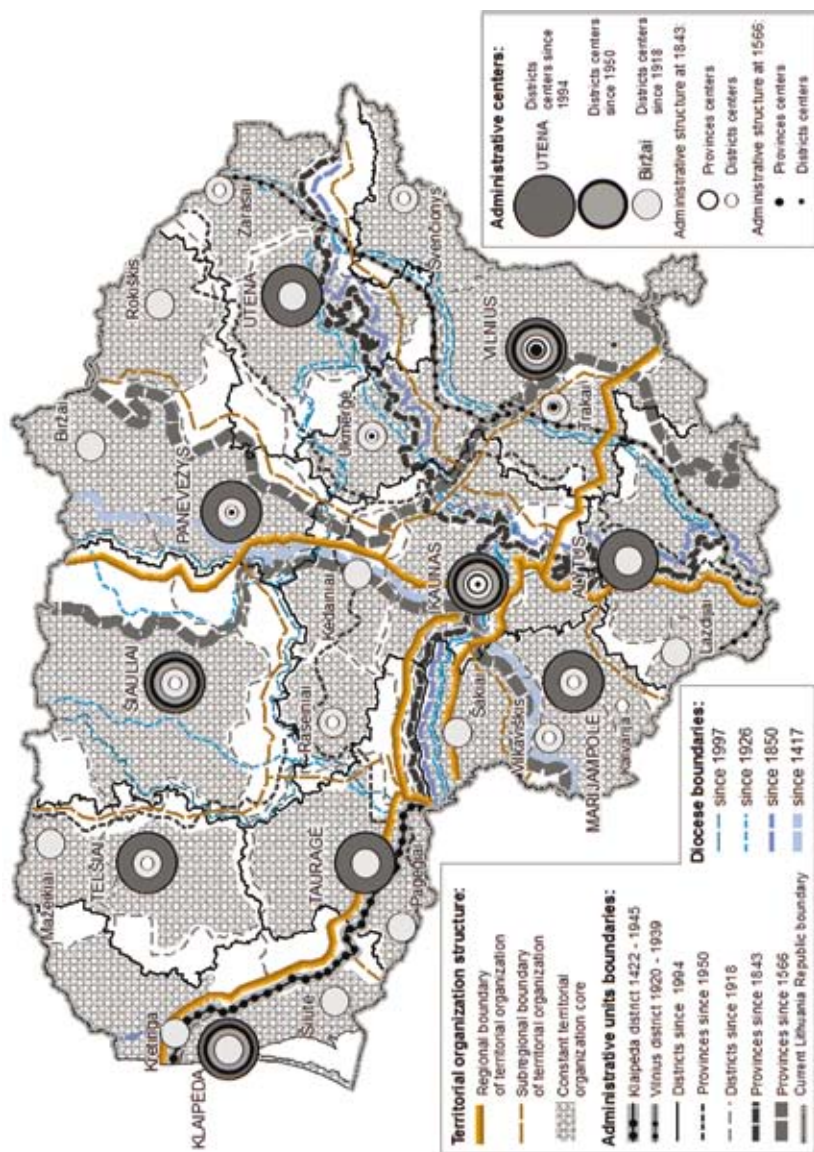 Administrative centers:
UTENA
Districts
centers since
1994
Districts centers
since 1950
Biržai
Districts centers
since 1918
Administrative structure at 1843:
Provinces centers
Districts centers
Administrative structure at 1566:
Provinces centers
Districts centers
Mažeikiai
Biržai
Rokiškis
Zarasai
Kretinga
TELŠIAI
ŠIAULIAI
PANEVĖŽYS
UTENA
KLAIPĖDA
Švenčionys
Šilutė
TAURAGĖ
Raseiniai
Kėdainiai
Ukmergė
Pagėgiai
Šakiai
KAUNAS
VILNIUS
Trakai
Vilkaviškis
MARIJAMPOLĖ
Kalvarija
ALYTUS
Lazdijai
Territorial organization structure:
Regional boundary
of territorial organization
Subregional boundary
of territorial organization
Constant territorial
organization core
Administrative units boundaries:
Klaipėda district 1422 - 1945
Vilnius district 1920 - 1939
Districts since 1994
Provinces since 1950
Districts since 1918
Provinces since 1843
Provinces since 1566
Current Lithuania Republic boundary
Diocese boundaries:
since 1997
since 1926
since 1850
since 1417